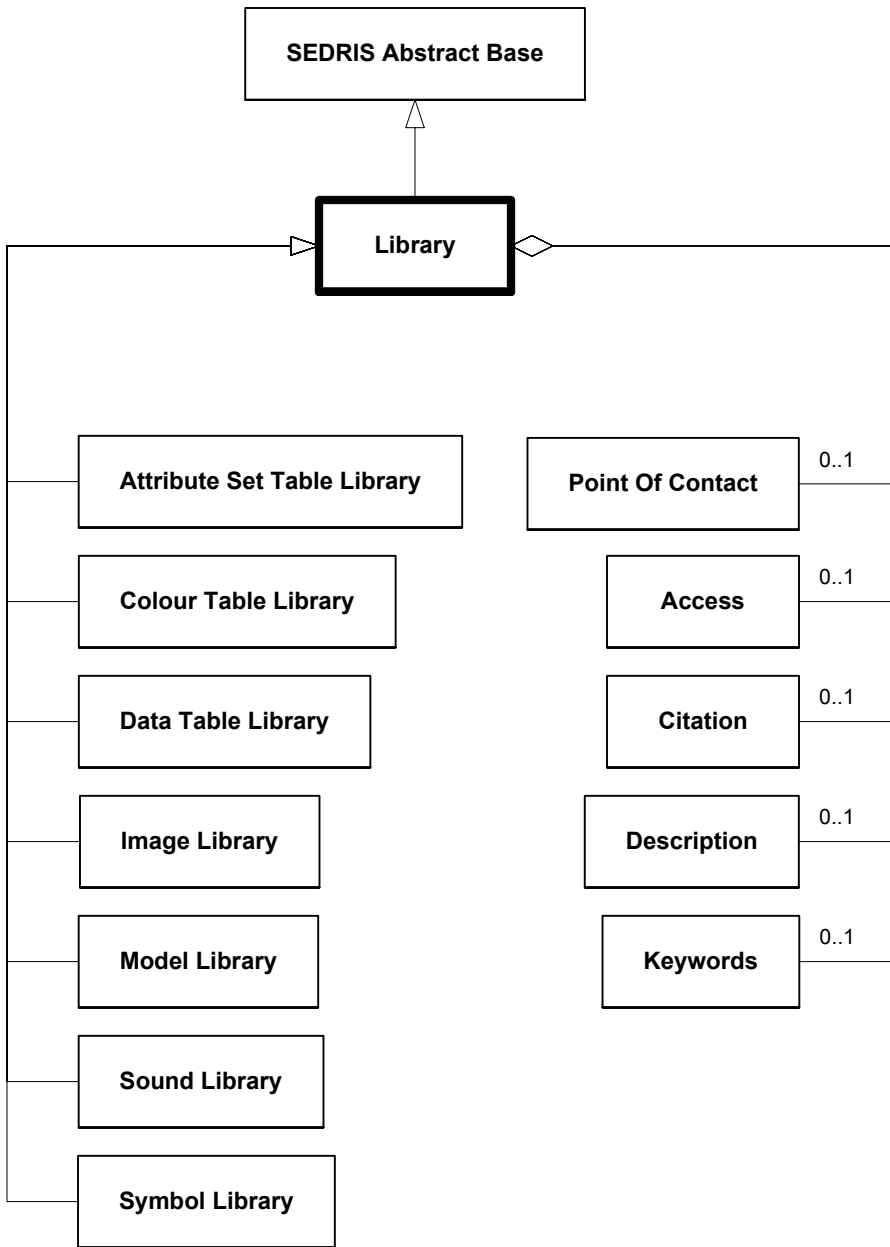 SEDRIS Abstract Base
Library
Attribute Set Table Library
Point Of Contact
0..1
Colour Table Library
Access
0..1
Data Table Library
Citation
0..1
Image Library
Description
0..1
Model Library
Keywords
0..1
Sound Library
Symbol Library